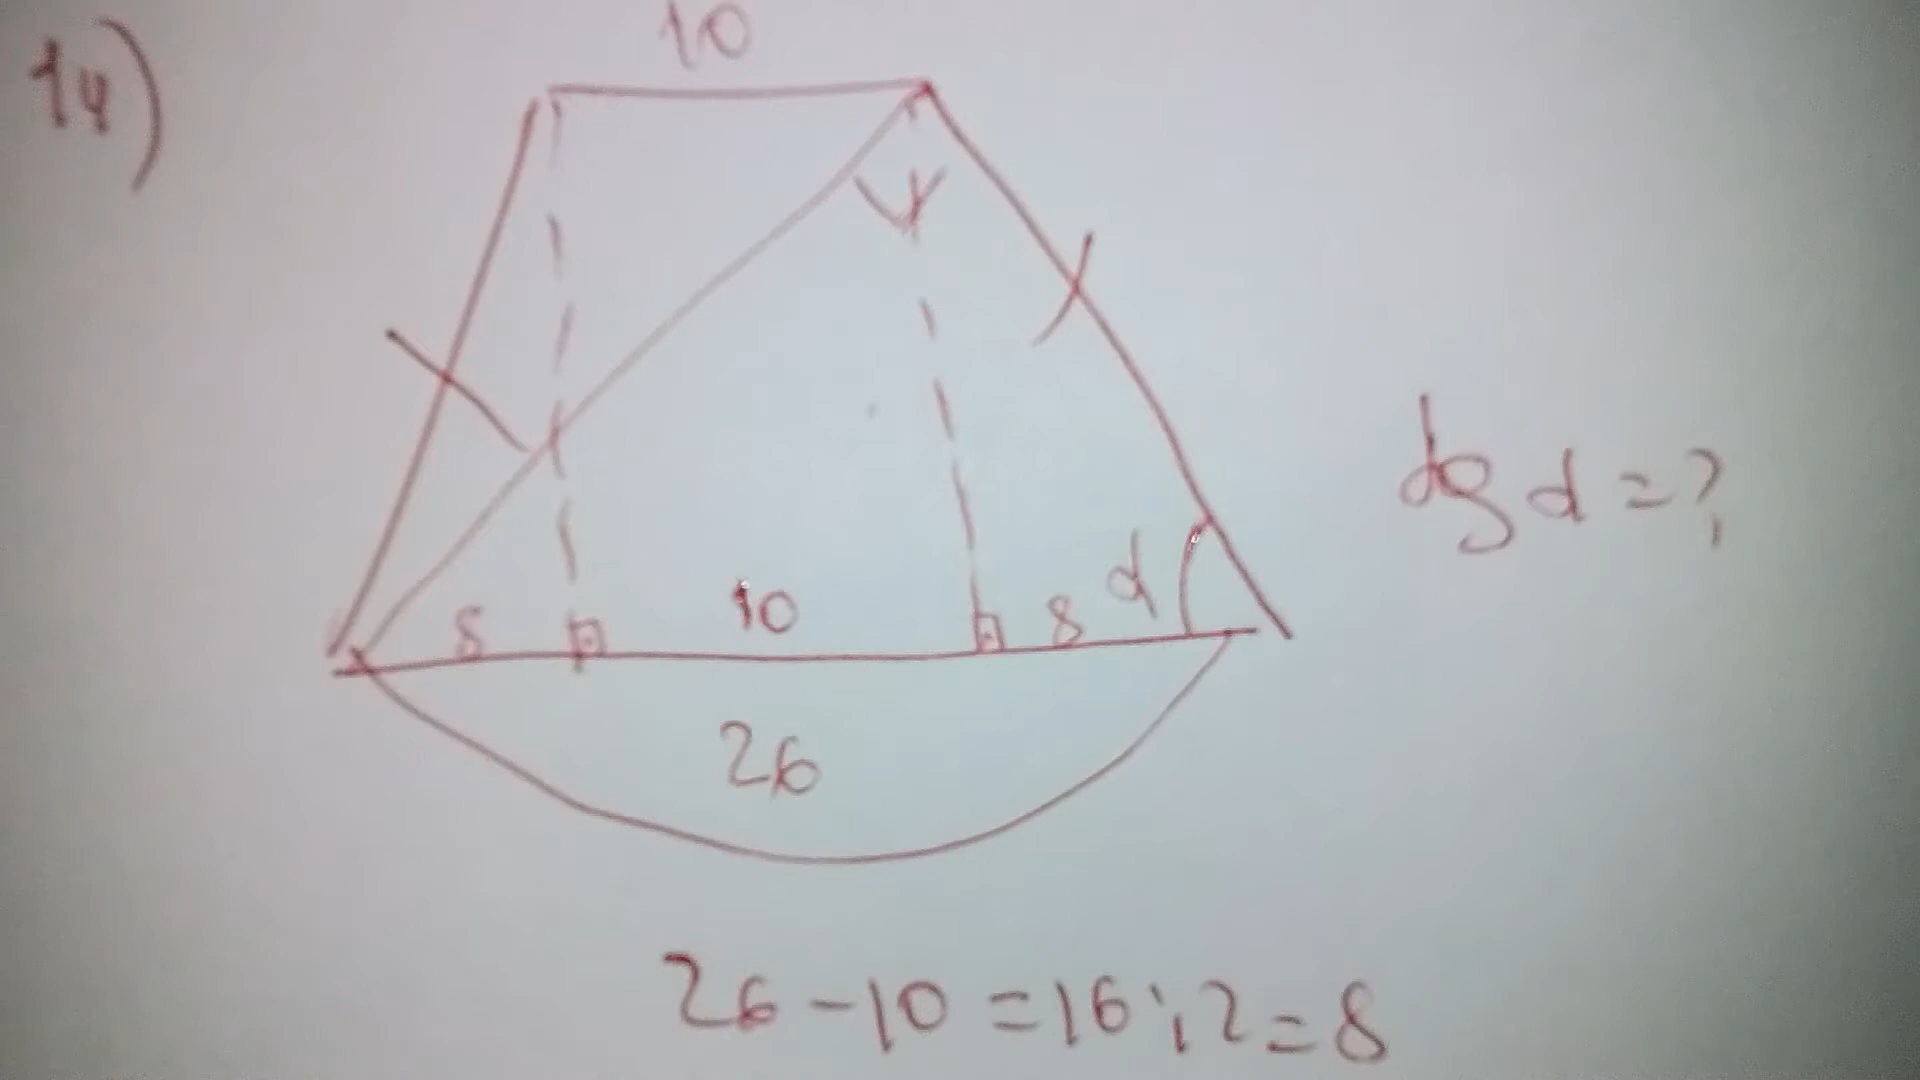 14)
10
tg α = ?
8 10 8 α
26
26 - 10 = 16 : 2 = 8